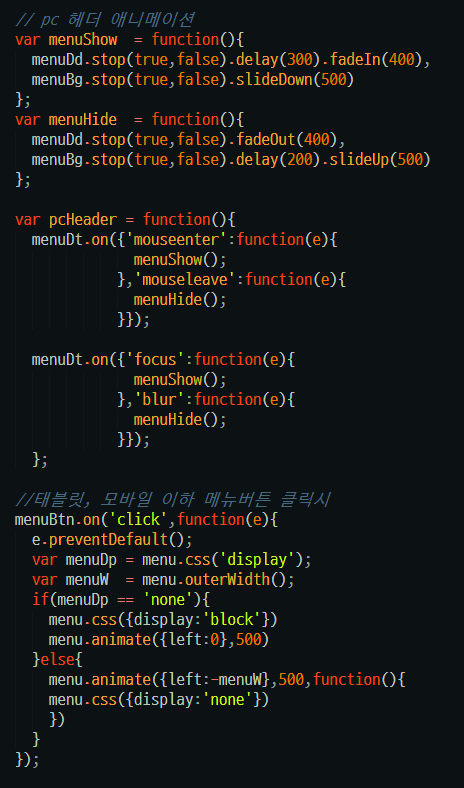 // pc 헤더 애니메이션
var menuShow  = function(){
  menuDd.stop(true,false).delay(300).fadeIn(400),
  menuBg.stop(true,false).slideDown(500)
};
var menuHide  = function(){
  menuDd.stop(true,false).fadeOut(400),
  menuBg.stop(true,false).delay(200).slideUp(500)
};

var pcHeader = function(){
  menuDt.on({'mouseenter':function(e){
              menuShow();
            },'mouseleave':function(e){
              menuHide();
            }});

  menuDt.on({'focus':function(e){
              menuShow();
            },'blur':function(e){
              menuHide();
            }});
  };

//태블릿, 모바일 이하 메뉴버튼 클릭시
menuBtn.on('click',function(e){
  e.preventDefault();
  var menuDp = menu.css('display');
  var menuW  = menu.outerWidth();
  if(menuDp == 'none'){
    menu.css({display:'block'})
    menu.animate({left:0},500)
  }else{
    menu.animate({left:-menuW},500,function(){
    menu.css({display:'none'})
    })
  }
});